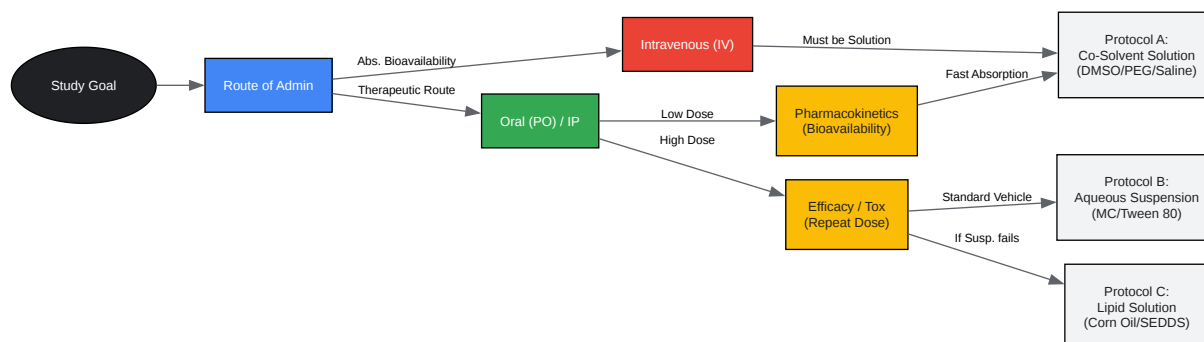 Study Goal
Route of Admin
Abs. Bioavailability
Therapeutic Route
Intravenous (IV)
Oral (PO) / IP
Must be Solution
Low Dose
High Dose
Pharmacokinetics
(Bioavailability)
Fast Absorption
Efficacy / Tox
(Repeat Dose)
Standard Vehicle
If Susp. fails
Protocol A:
Co-Solvent Solution
(DMSO/PEG/Saline)
Protocol B:
Aqueous Suspension
(MC/Tween 80)
Protocol C:
Lipid Solution
(Corn Oil/SEDDS)